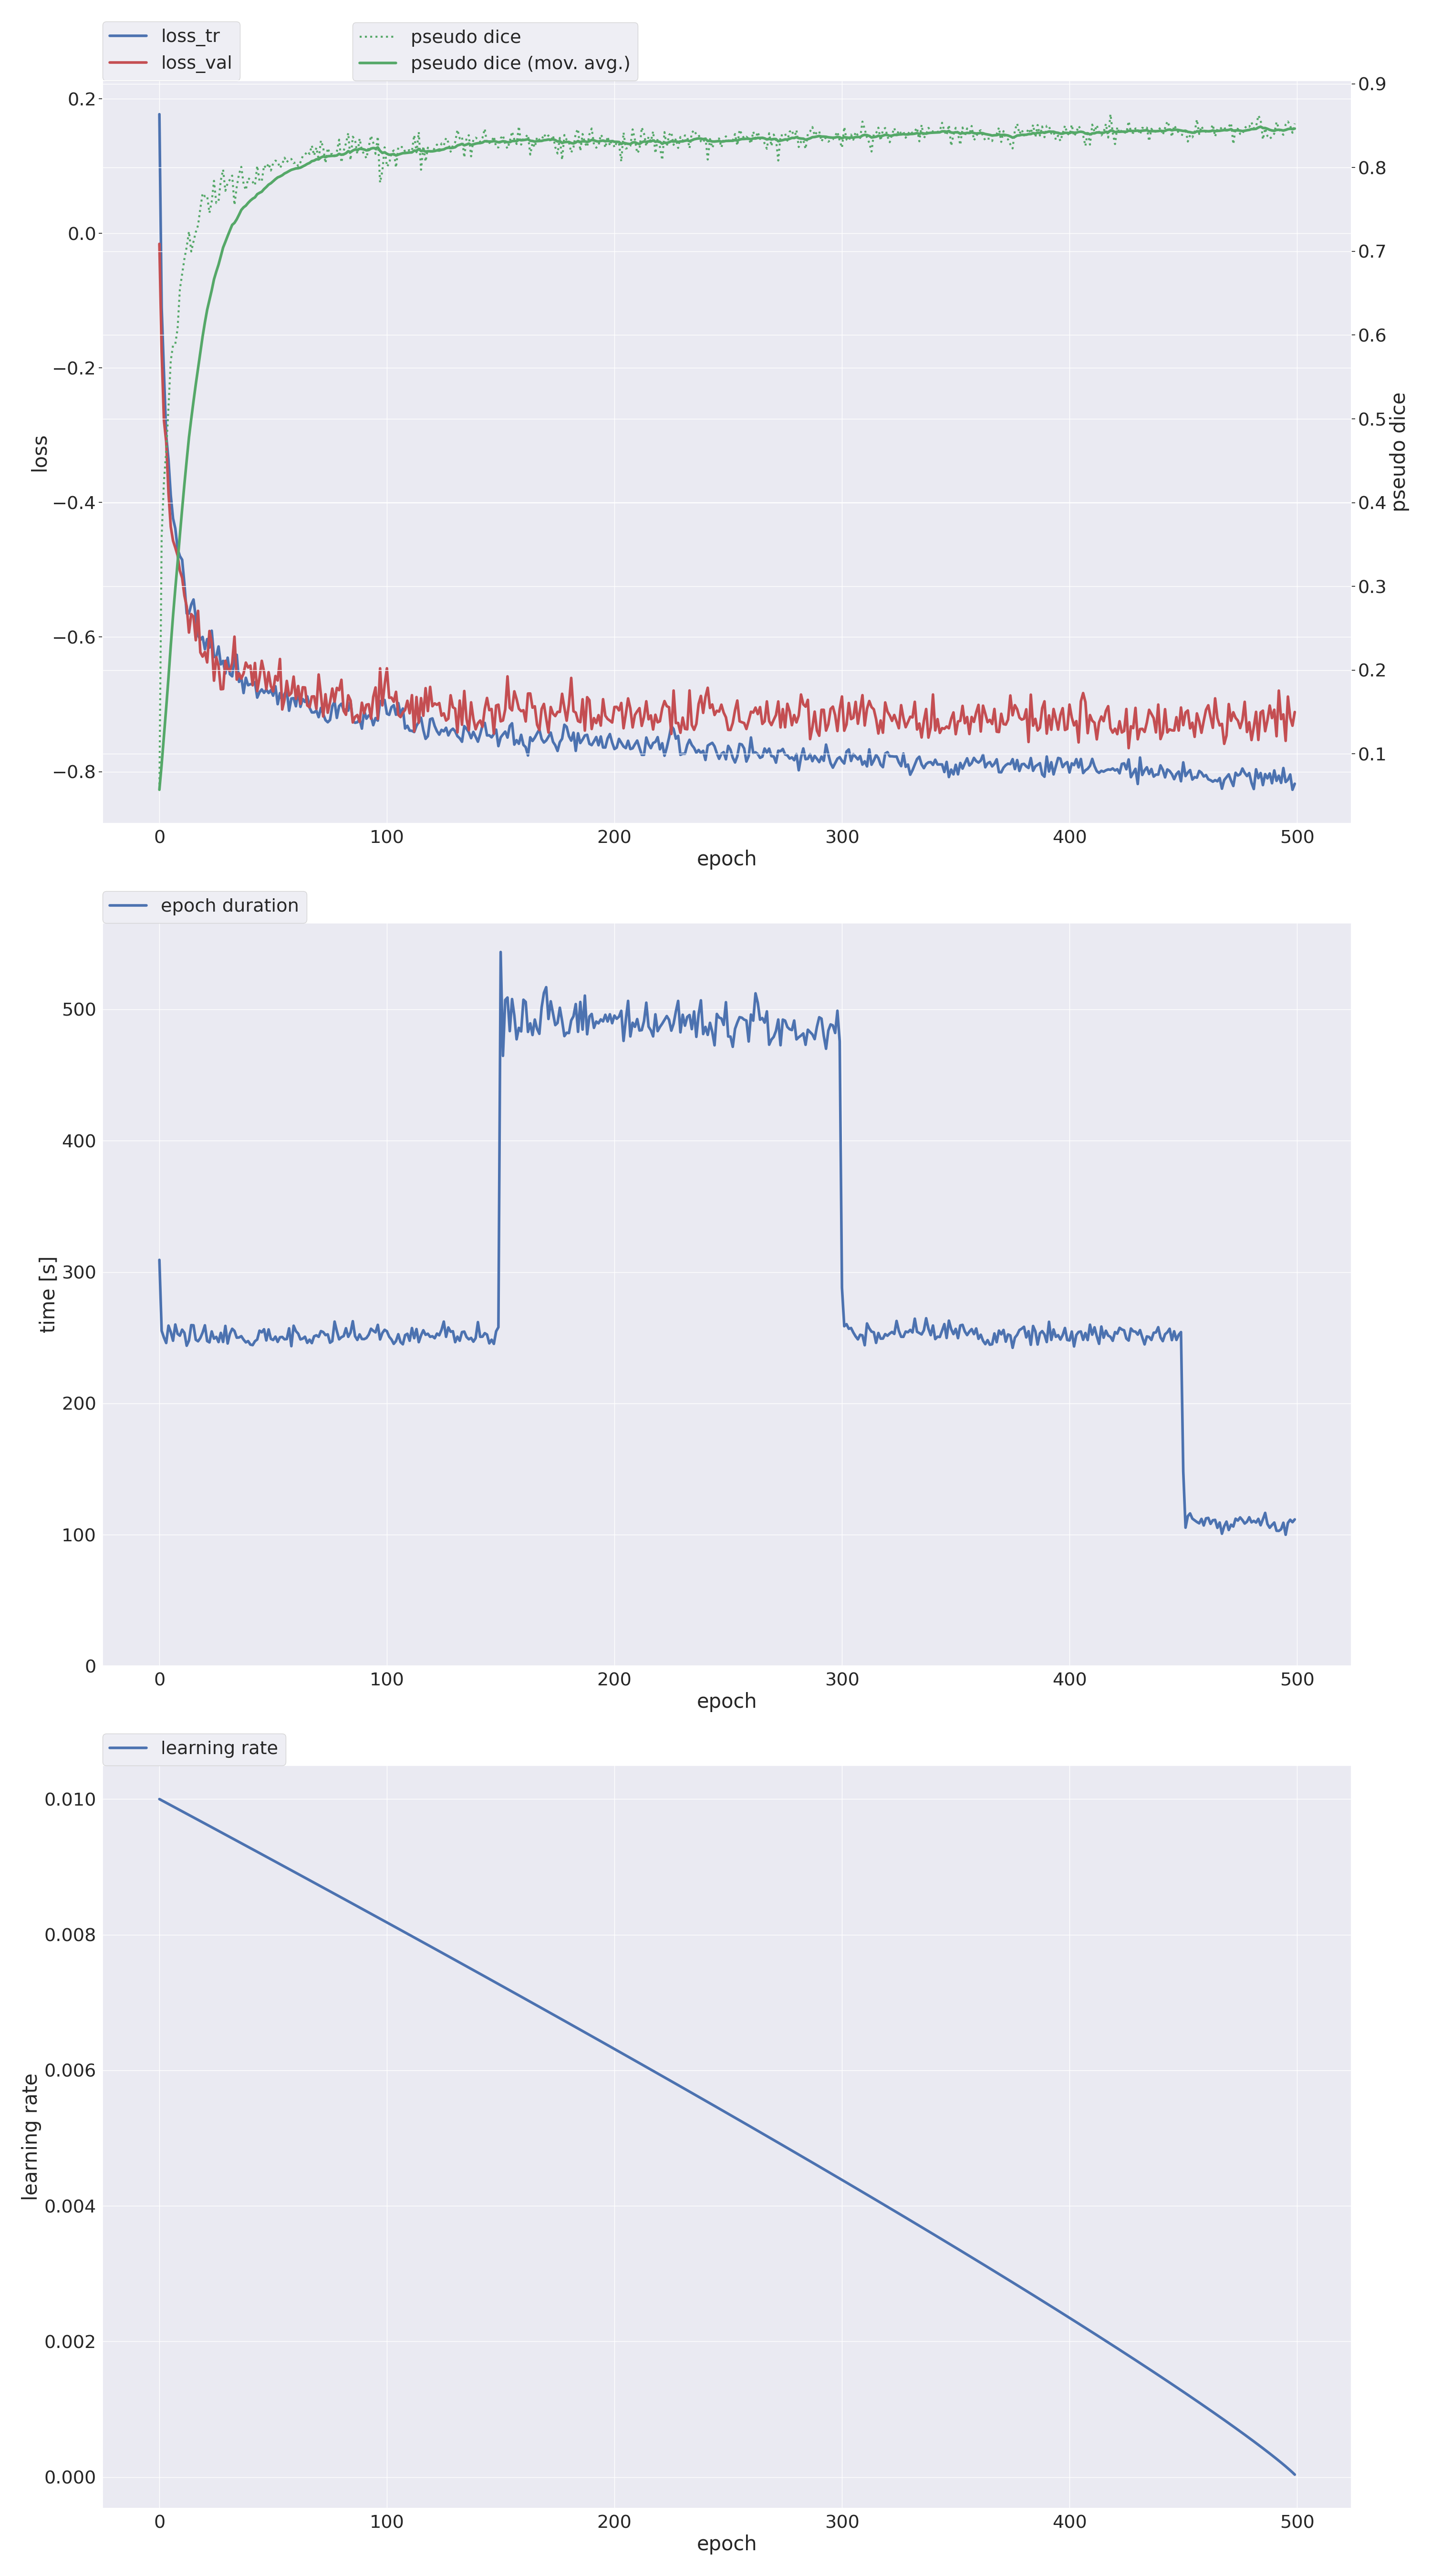 loss_tr
loss_val
pseudo dice
pseudo dice (mov. avg.)
0.2
0.0
−0.2
−0.4
−0.6
−0.8
loss
0.9
0.8
0.7
0.6
0.5
0.4
0.3
0.2
0.1
pseudo dice
0 100 200 300 400 500
epoch
epoch duration
500
400
300
200
100
0
time [s]
0 100 200 300 400 500
epoch
learning rate
0.010
0.008
0.006
0.004
0.002
0.000
learning rate
0 100 200 300 400 500
epoch